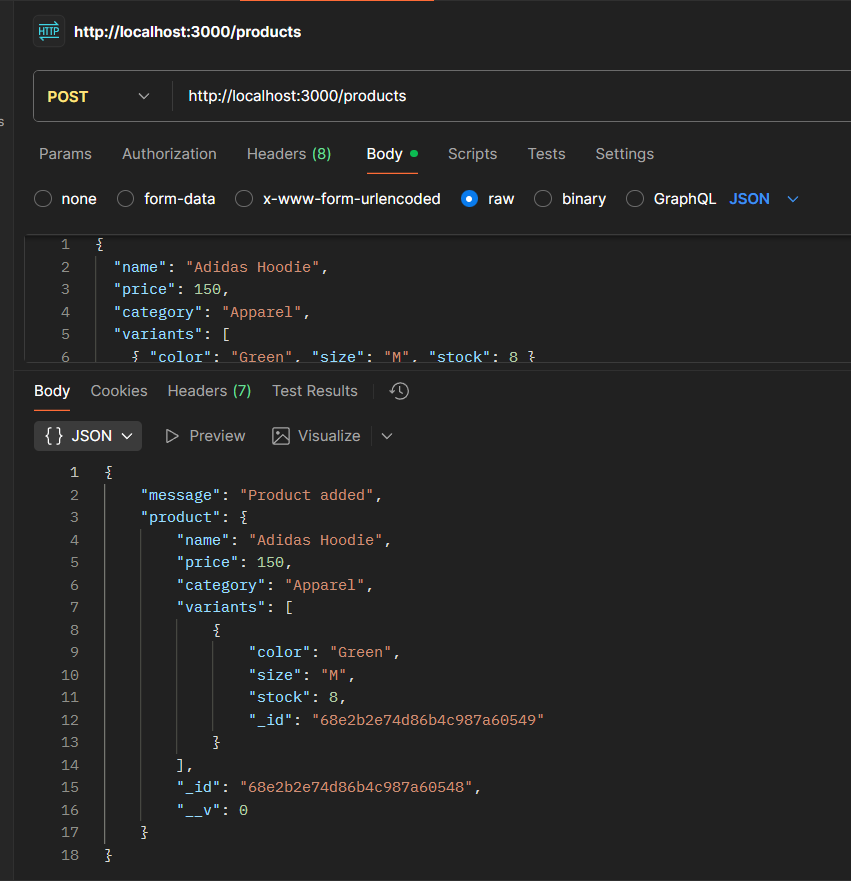 HTTP http://localhost:3000/products
POST http://localhost:3000/products
s
Params Authorization Headers (8) Body Scripts Tests Settings
none form-data x-www-form-urlencoded raw binary GraphQL JSON
1 {
2 "name": "Adidas Hoodie",
3 "price": 150,
4 "category": "Apparel",
5 "variants": [
6 { "color": "Green", "size": "M", "stock": 8 }
Body Cookies Headers (7) Test Results
{} JSON Preview Visualize
1 {
2 "message": "Product added",
3 "product": {
4 "name": "Adidas Hoodie",
5 "price": 150,
6 "category": "Apparel",
7 "variants": [
8 {
9 "color": "Green",
10 "size": "M",
11 "stock": 8,
12 "_id": "68e2b2e74d86b4c987a60549"
13 }
14 ],
15 "_id": "68e2b2e74d86b4c987a60548",
16 "__v": 0
17 }
18 }